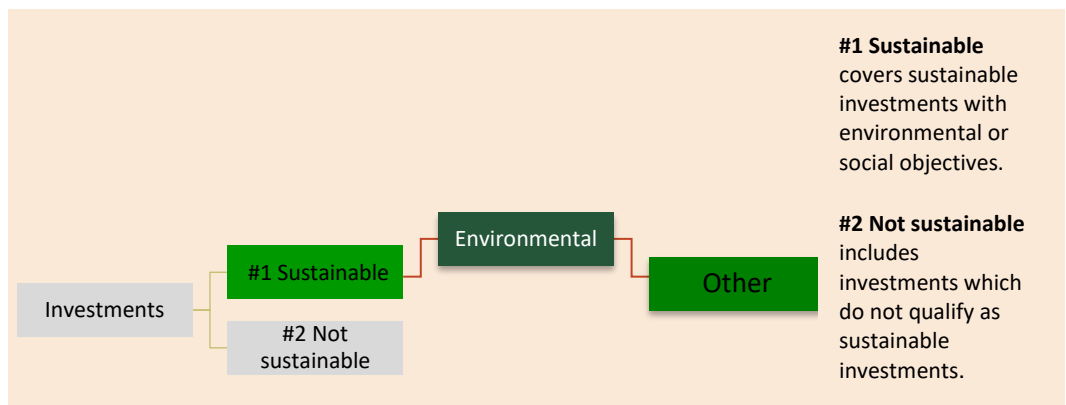 Investments
#1 Sustainable
#2 Not
sustainable
Environmental
Other
#1 Sustainable
covers sustainable
investments with
environmental or
social objectives.
#2 Not sustainable
includes
investments which
do not qualify as
sustainable
investments.